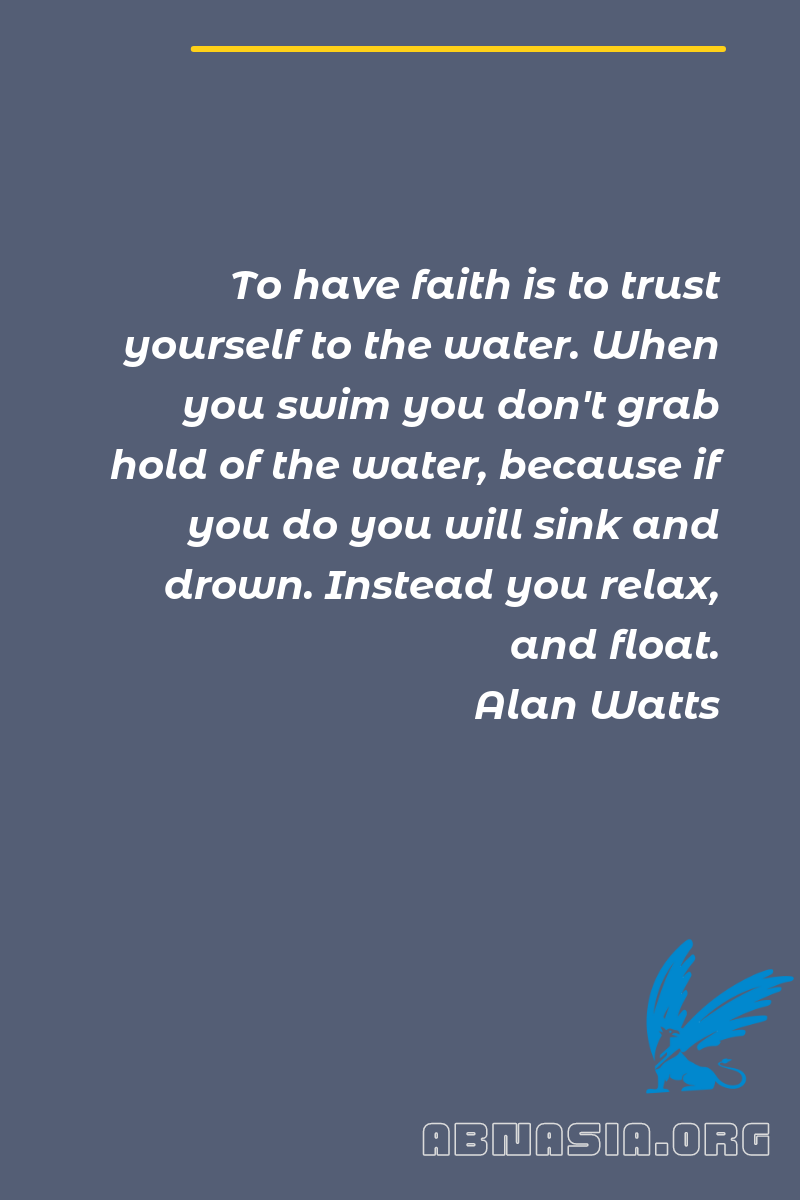 To have faith is to trust
yourself to the water. When
you swim you don't grab
hold of the water, because if
you do you will sink and
drown. Instead you relax,
and float.
Alan Watts
ABNASIA.ORG